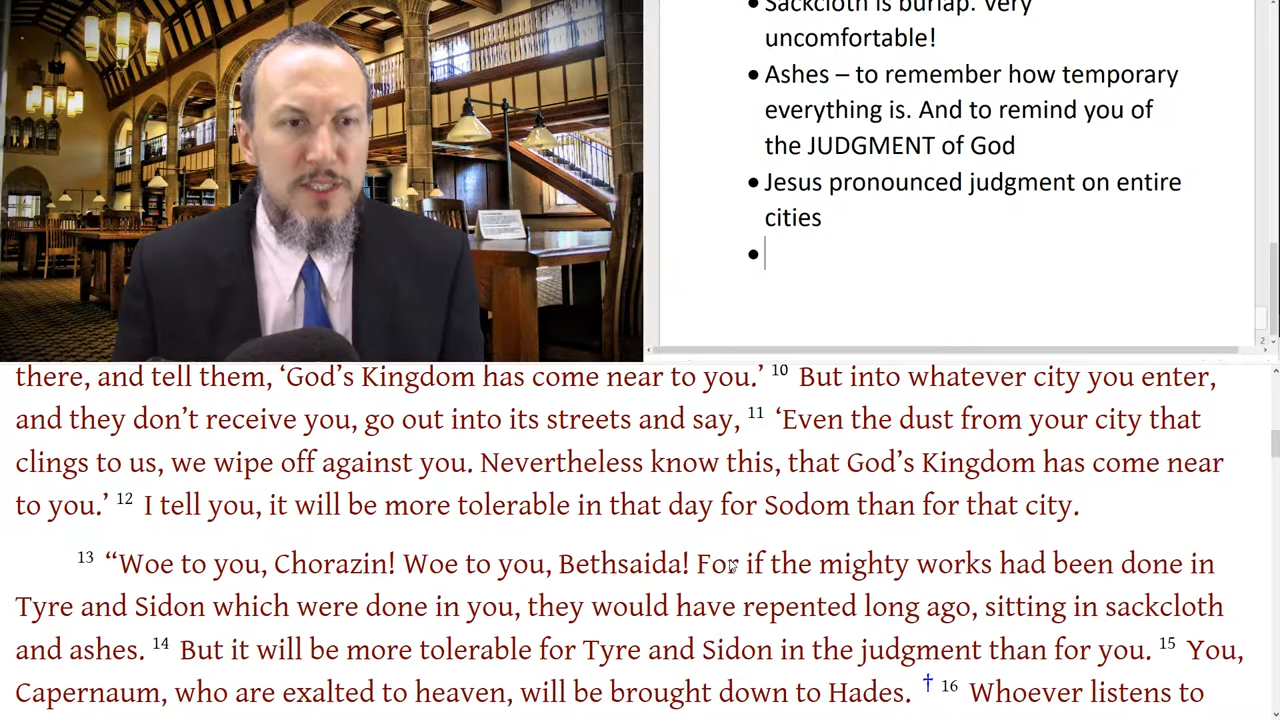 Sackcloth is burlap. Very
uncomfortable!
• Ashes – to remember how temporary
everything is. And to remind you of
the JUDGMENT of God
• Jesus pronounced judgment on entire
cities
•
2
there, and tell them, ‘God’s Kingdom has come near to you.’ 10 But into whatever city you enter,
and they don’t receive you, go out into its streets and say, 11 ‘Even the dust from your city that
clings to us, we wipe off against you. Nevertheless know this, that God’s Kingdom has come near
to you.’ 12 I tell you, it will be more tolerable in that day for Sodom than for that city.
13 “Woe to you, Chorazin! Woe to you, Bethsaida! For if the mighty works had been done in
Tyre and Sidon which were done in you, they would have repented long ago, sitting in sackcloth
and ashes. 14 But it will be more tolerable for Tyre and Sidon in the judgment than for you. 15 You,
Capernaum, who are exalted to heaven, will be brought down to Hades. † 16 Whoever listens to